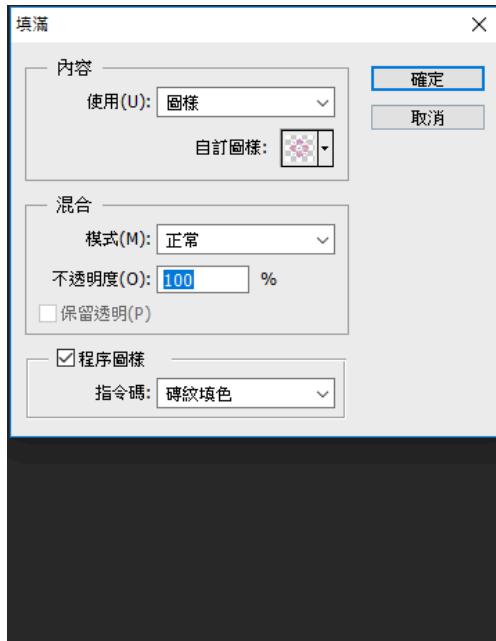 填滿
內容
使用(U): 圖樣
自訂圖樣:
確定
取消
混合
模式(M): 正常
不透明度(O): 100 %
保留透明(P)
程序圖樣
指令碼: 磚紋填色